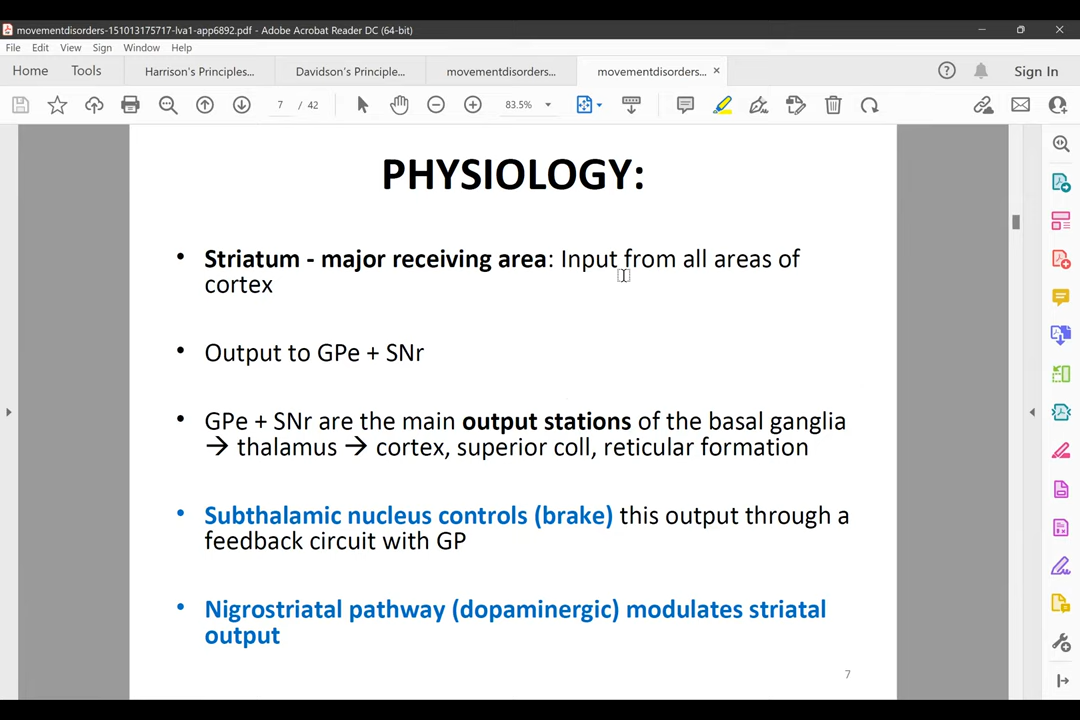 movementdisorders-151013175717-lva1-app6892.pdf - Adobe Acrobat Reader DC (64-bit)
File Edit View Sign Window Help
Home Tools Harrison's Principles... Davidson's Principle... movementdisorders... movementdisorders... × Sign In
7 / 42 83.5%
PHYSIOLOGY:
• Striatum - major receiving area: Input from all areas of
cortex
• Output to GPe + SNr
• GPe + SNr are the main output stations of the basal ganglia
→ thalamus → cortex, superior coll, reticular formation
• Subthalamic nucleus controls (brake) this output through a
feedback circuit with GP
• Nigrostriatal pathway (dopaminergic) modulates striatal
output
7